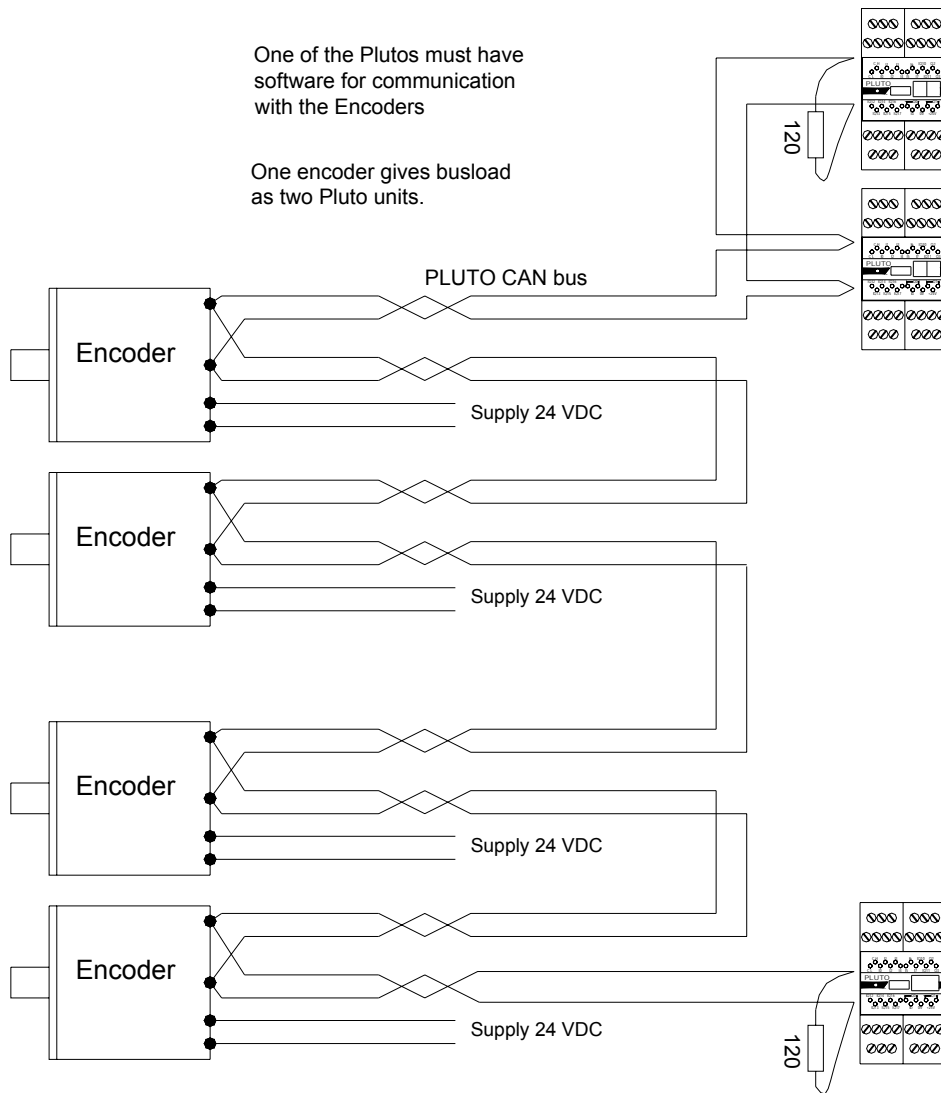 One of the Plutos must have
software for communication
with the Encoders
120
PLUTO
One encoder gives busload
as two Pluto units.
PLUTO
PLUTO CAN bus
Encoder
Supply 24 VDC
Encoder
Supply 24 VDC
Encoder
Supply 24 VDC
Encoder
PLUTO
Supply 24 VDC
120